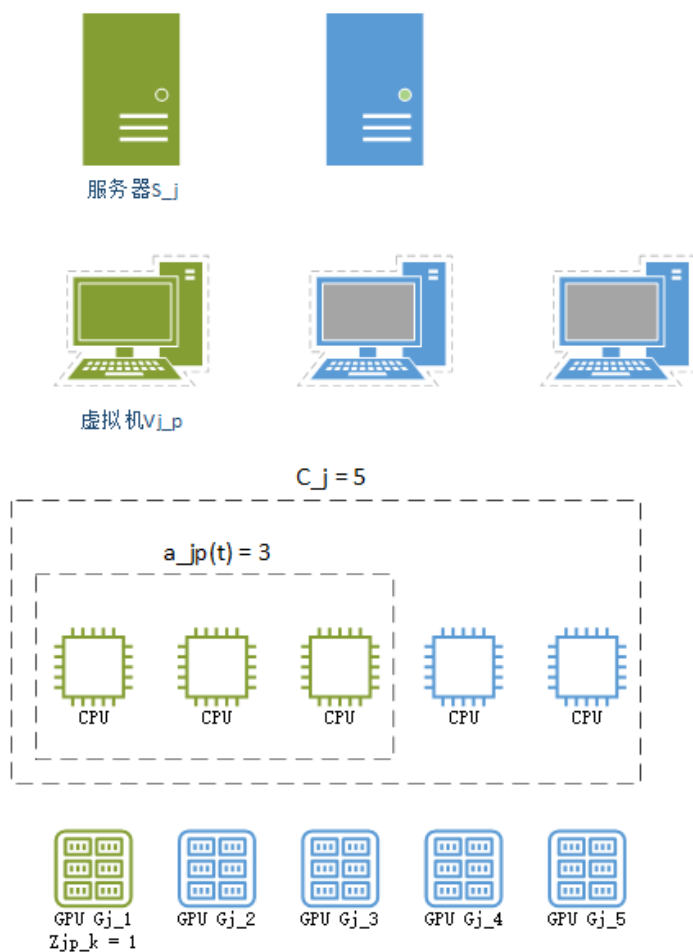 服务器S_j
虚拟机Vj_p
C_j = 5
a_jp(t) = 3
CPU CPU CPU CPU CPU
GPU Gj_1 GPU Gj_2 GPU Gj_3 GPU Gj_4 GPU Gj_5
Zjp_k = 1